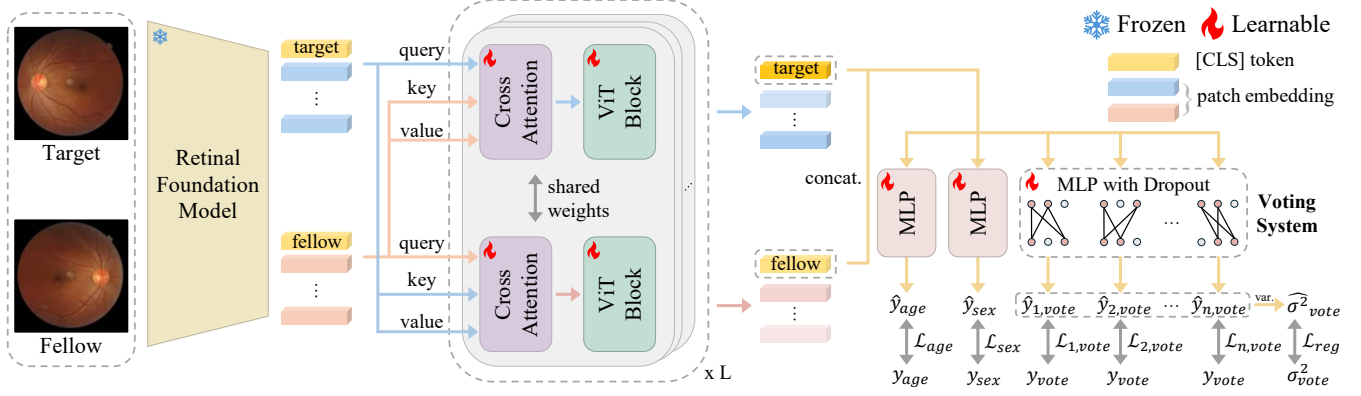 Frozen
Learnable
[CLS] token
patch embedding
Target
Fellow
Retinal
Foundation
Model
target
fellow
query
key
value
query
key
value
Cross
Attention
ViT
Block
shared
weights
Cross
Attention
ViT
Block
x L
target
fellow
concat.
MLP
MLP
MLP with Dropout
...
Voting
System
ŷ_age
ŷ_sex
ŷ_1,vote
ŷ_2,vote
...
ŷ_n,vote
var.
σ̂²_vote
ℒ_age
ℒ_sex
ℒ_1,vote
ℒ_2,vote
ℒ_n,vote
ℒ_reg
y_age
y_sex
y_vote
y_vote
y_vote
σ²_vote